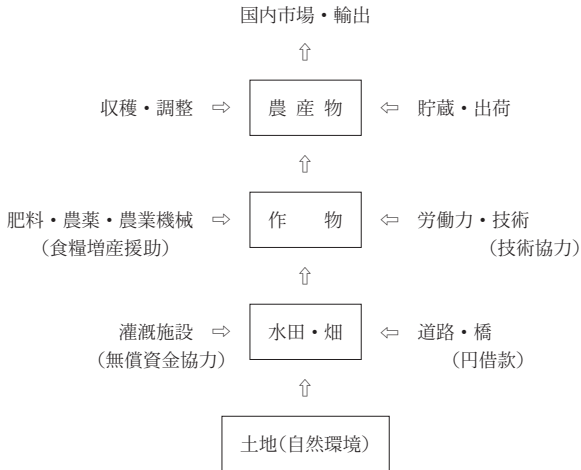 国内市場・輸出
⇧
収穫・調整 ⇨ 農産物 ⇦ 貯蔵・出荷
⇧
肥料・農薬・農業機械 ⇨ 作物 ⇦ 労働力・技術
（食糧増産援助） （技術協力）
⇧
灌漑施設 ⇨ 水田・畑 ⇦ 道路・橋
（無償資金協力） （円借款）
⇧
土地（自然環境）